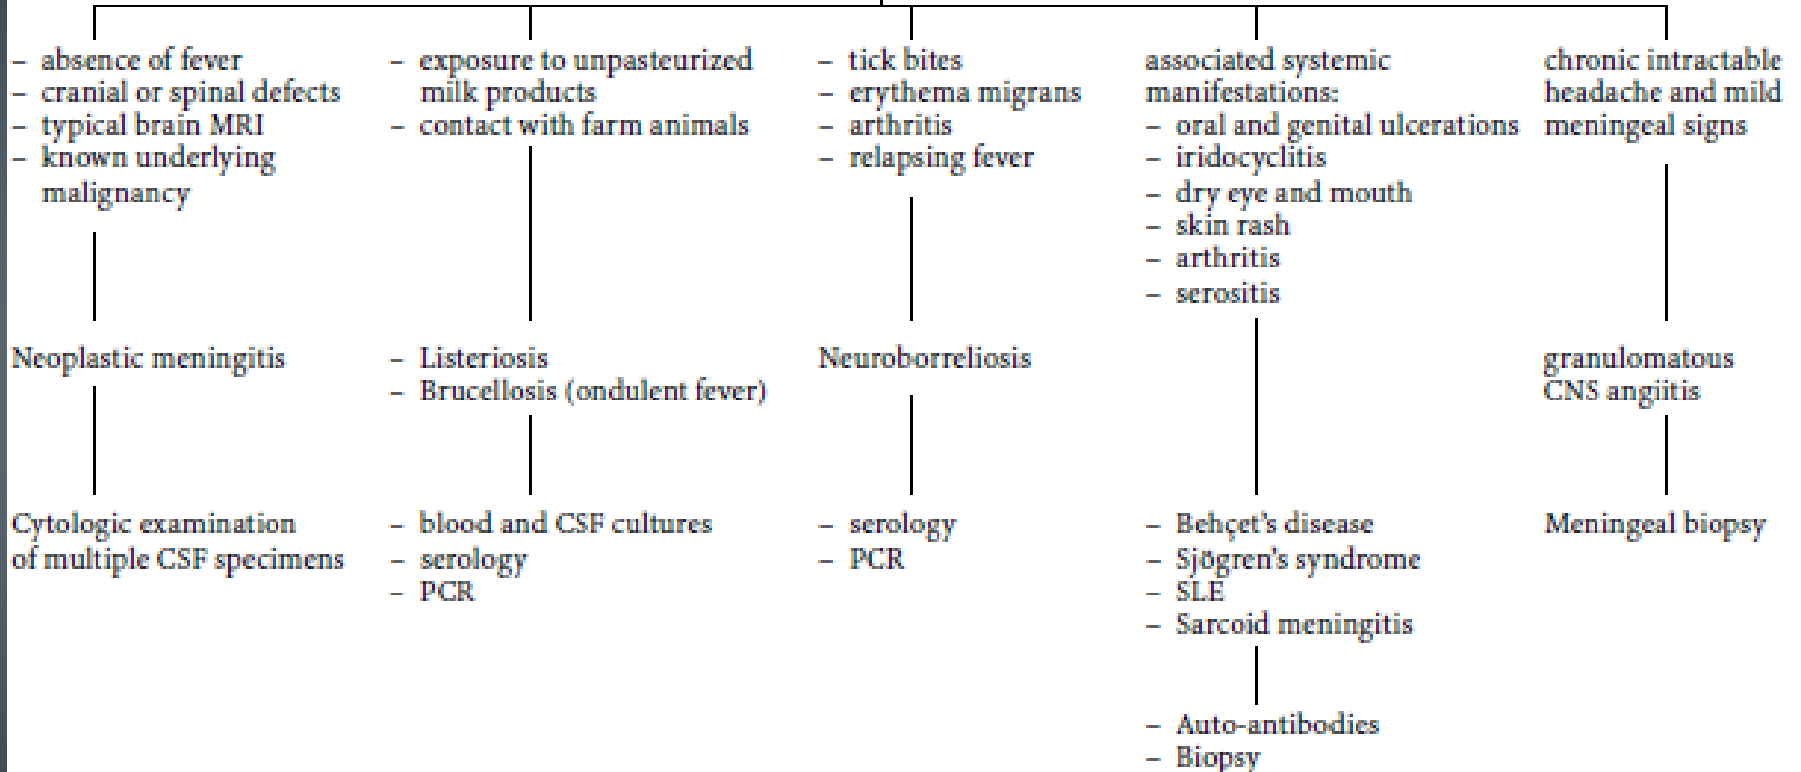 – absence of fever
– cranial or spinal defects
– typical brain MRI
– known underlying
malignancy
Neoplastic meningitis
Cytologic examination
of multiple CSF specimens
– exposure to unpasteurized
milk products
– contact with farm animals
– Listeriosis
– Brucellosis (ondulent fever)
– blood and CSF cultures
– serology
– PCR
– tick bites
– erythema migrans
– arthritis
– relapsing fever
Neuroborreliosis
– serology
– PCR
associated systemic
manifestations:
– oral and genital ulcerations
– iridocyclitis
– dry eye and mouth
– skin rash
– arthritis
– serositis
– Behçet's disease
– Sjögren's syndrome
– SLE
– Sarcoid meningitis
– Auto-antibodies
– Biopsy
chronic intractable
headache and mild
meningeal signs
granulomatous
CNS angiitis
Meningeal biopsy